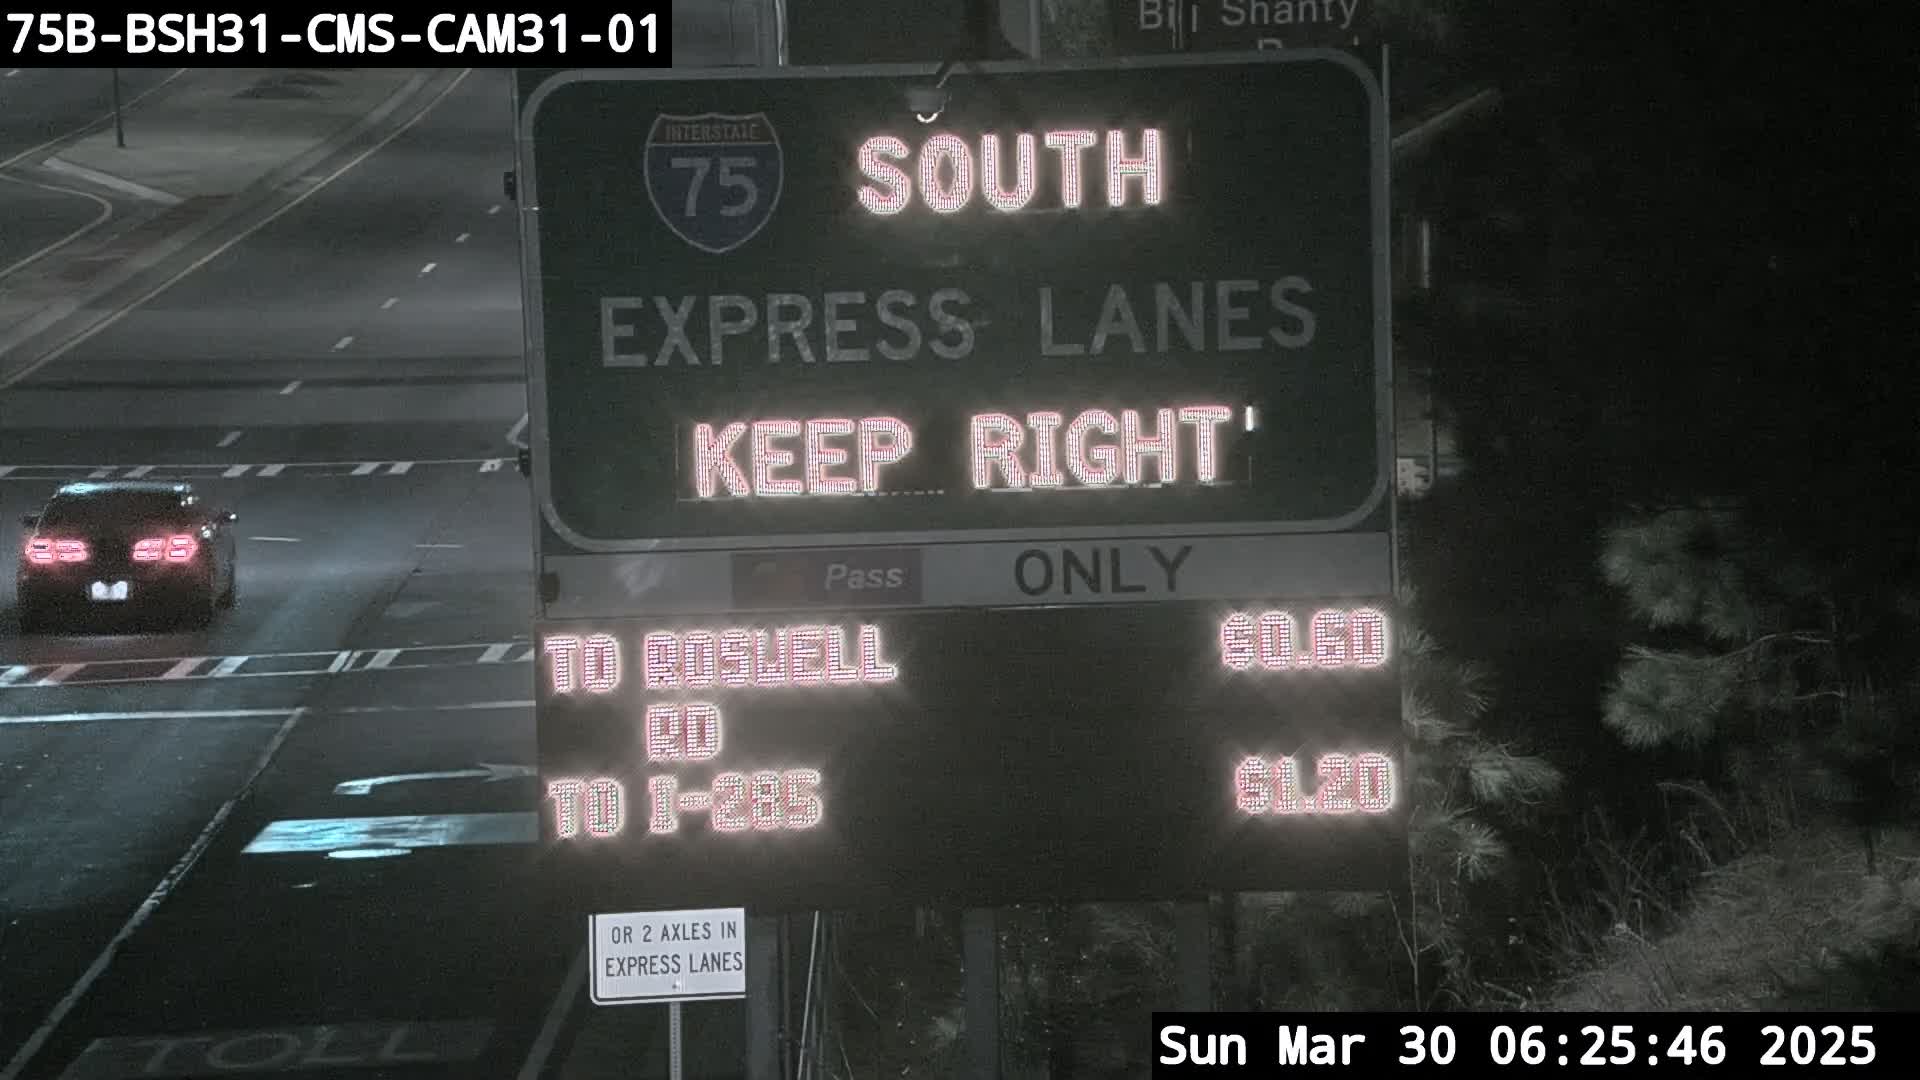 75B-BSH31-CMS-CAM31-01
Shanty
INTERSTATE
75
SOUTH
EXPRESS LANES
KEEP RIGHT
Pass ONLY
TO ROSWELL $0.60
RD
TO I-285 $1.20
OR 2 AXLES IN
EXPRESS LANES
TOLL
Sun Mar 30 06:25:46 2025